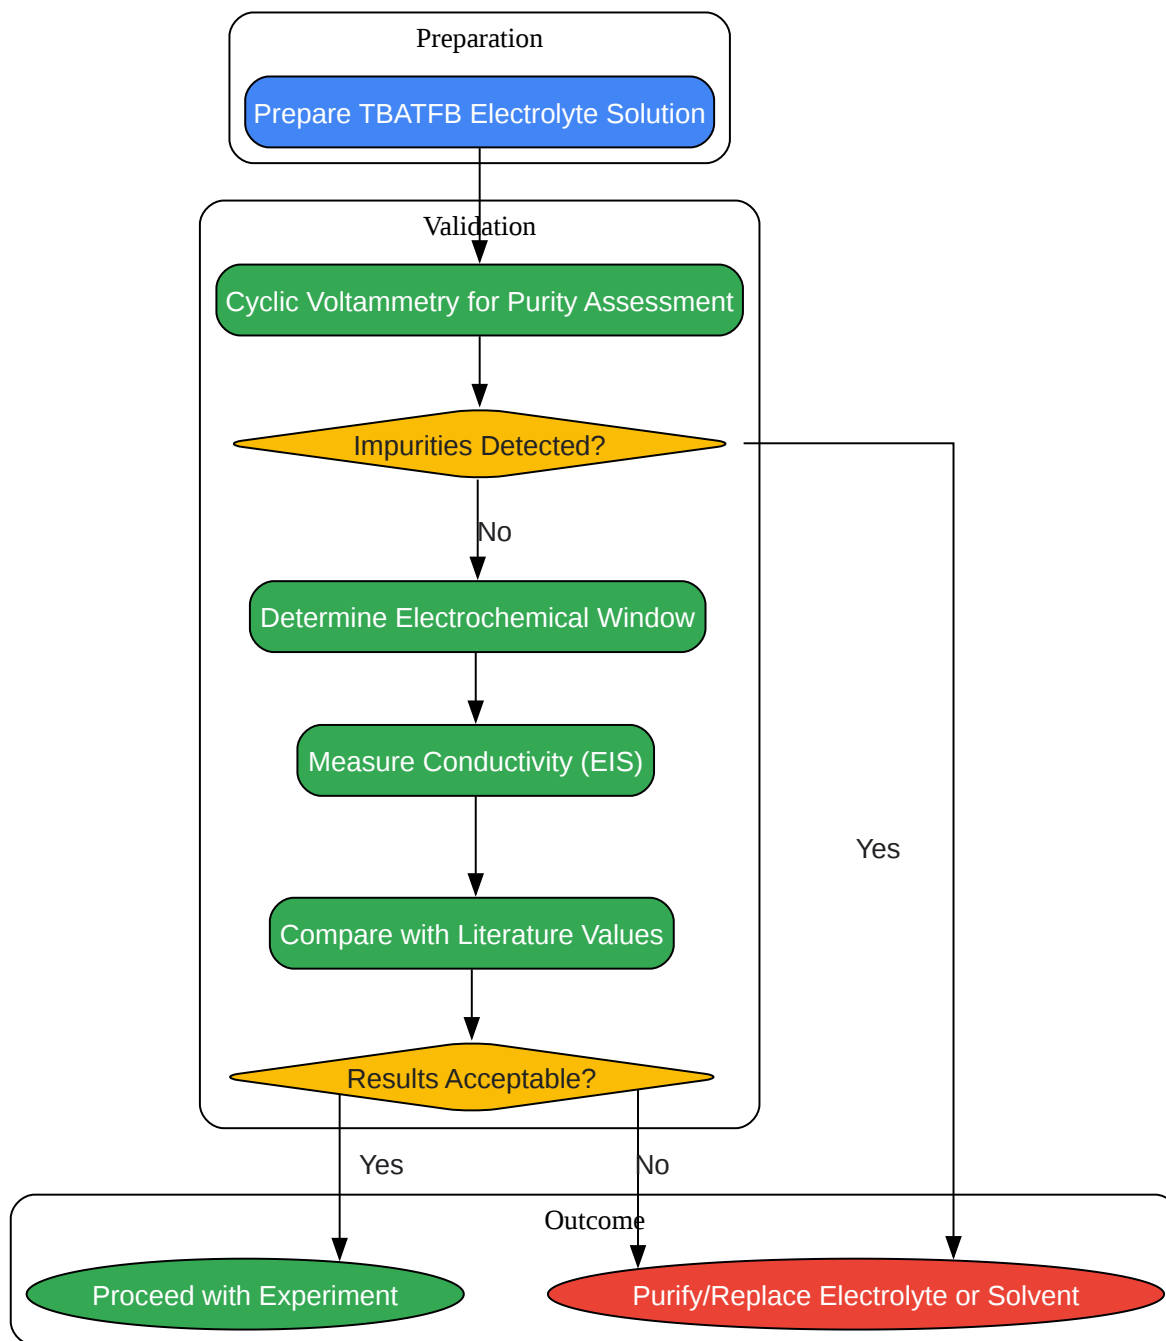 Preparation
Prepare TBATFB Electrolyte Solution
Validation
Cyclic Voltammetry for Purity Assessment
Impurities Detected?
No
Determine Electrochemical Window
Measure Conductivity (EIS)
Yes
Compare with Literature Values
Results Acceptable?
Yes
No
Outcome
Proceed with Experiment
Purify/Replace Electrolyte or Solvent